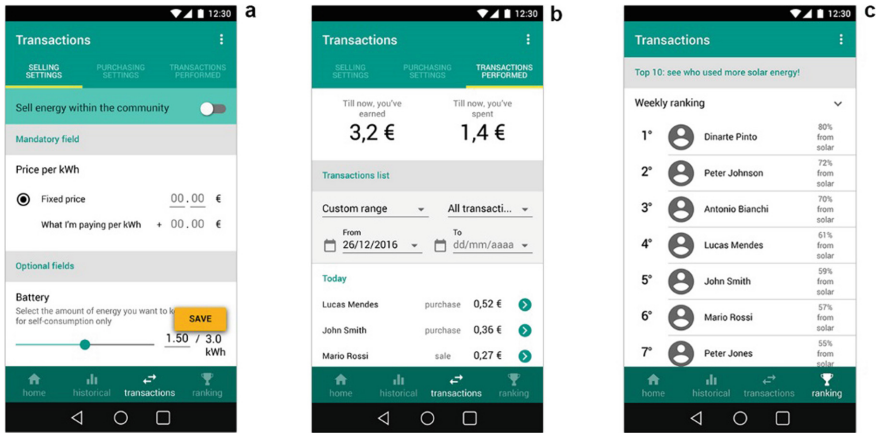 a
12:30
Transactions
SELLING SETTINGS
PURCHASING SETTINGS
TRANSACTIONS PERFORMED
Sell energy within the community
Mandatory field
Price per kWh
Fixed price 00.00 €
What I'm paying per kWh + 00.00 €
Optional fields
Battery
Select the amount of energy you want to k
for self-consumption only
SAVE
1.50 / 3.0
kWh
home historical transactions ranking
b
12:30
Transactions
SELLING SETTINGS
PURCHASING SETTINGS
TRANSACTIONS PERFORMED
Till now, you've
earned
3,2 €
Till now, you've
spent
1,4 €
Transactions list
Custom range All transacti...
From
26/12/2016
To
dd/mm/aaaa
Today
Lucas Mendes purchase 0,52 €
John Smith purchase 0,36 €
Mario Rossi sale 0,27 €
home historical transactions ranking
c
12:30
Transactions
Top 10: see who used more solar energy!
Weekly ranking
1° Dinarte Pinto 80% from solar
2° Peter Johnson 72% from solar
3° Antonio Bianchi 70% from solar
4° Lucas Mendes 61% from solar
5° John Smith 59% from solar
6° Mario Rossi 57% from solar
7° Peter Jones 55% from solar
home historical transactions ranking